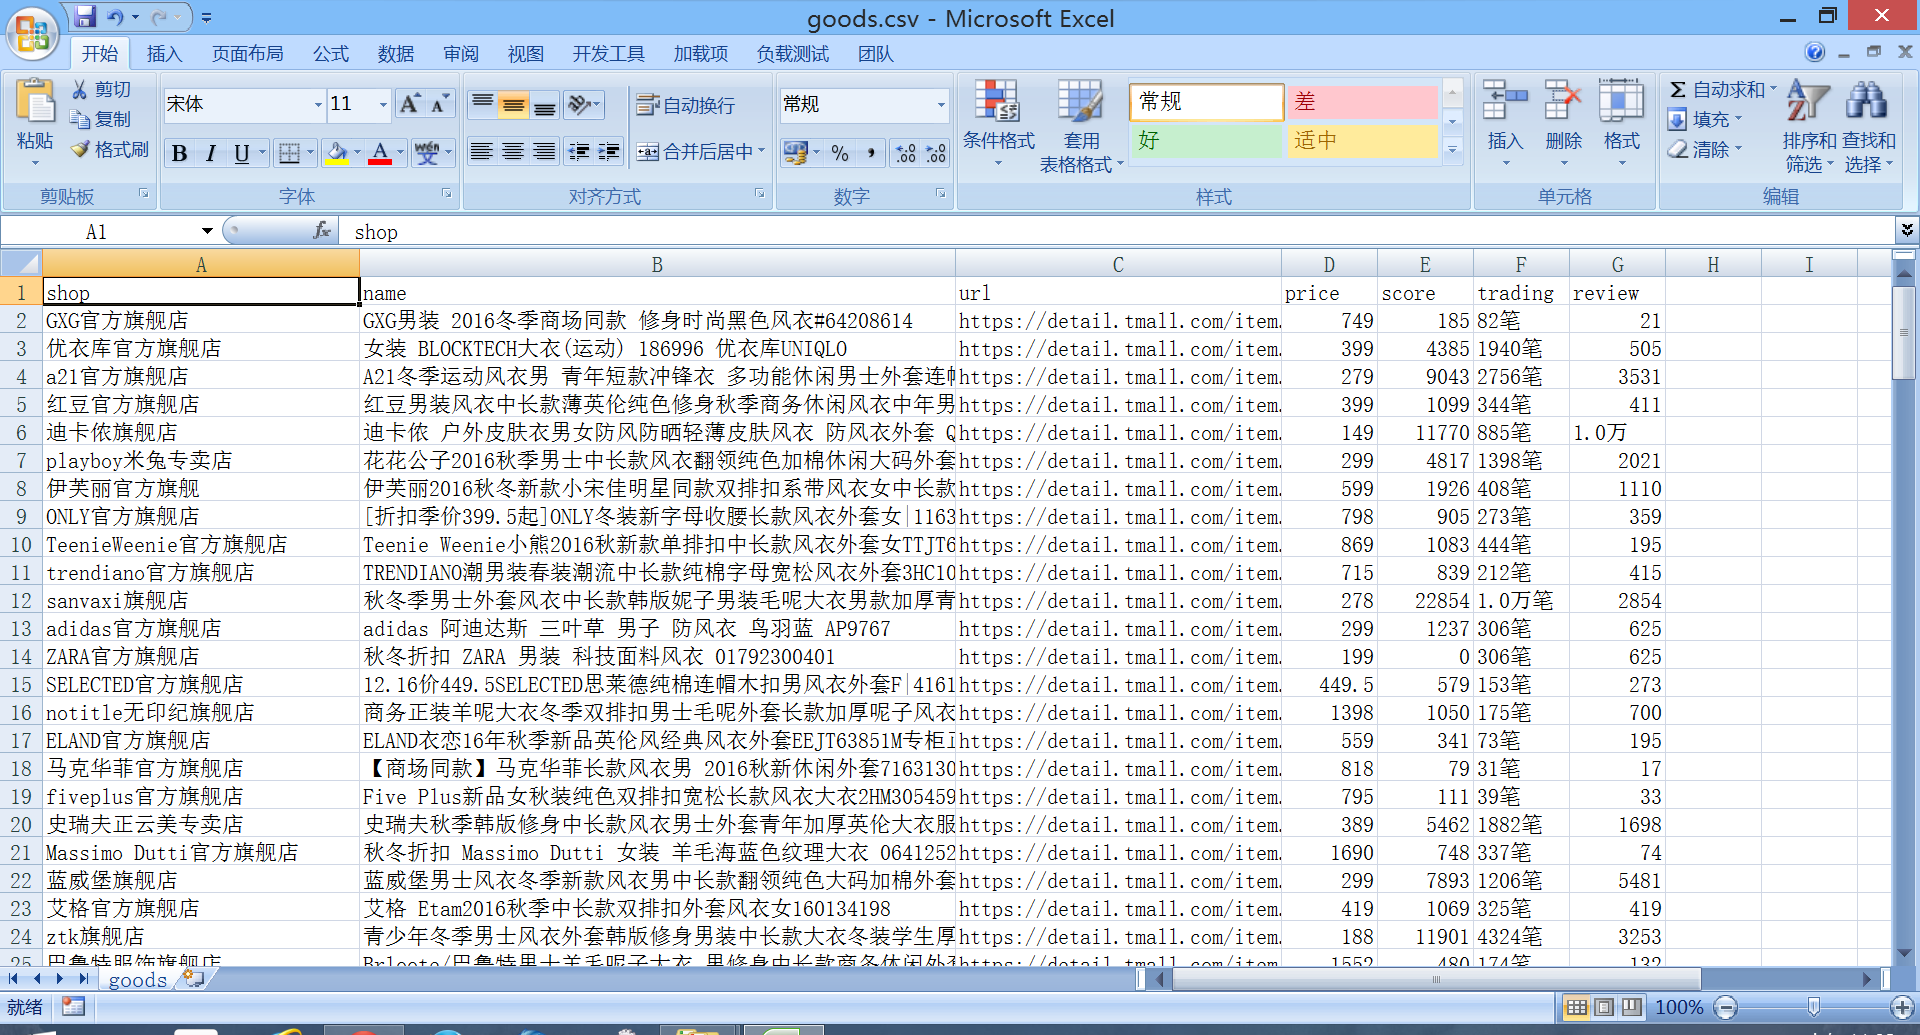 goods.csv - Microsoft Excel
开始 插入 页面布局 公式 数据 审阅 视图 开发工具 加载项 负载测试 团队
粘贴 剪切 复制 格式刷 剪贴板
宋体 11 B I U wén 字体
自动换行 合并后居中 对齐方式
常规 % , .00 .0 数字
条件格式 套用表格格式 常规 差 好 适中 样式
插入 删除 格式 单元格
Σ 自动求和 填充 清除 排序和筛选 查找和选择 编辑
A1 fx shop
A B C D E F G H I
1 shop name url price score trading review
2 GXG官方旗舰店 GXG男装 2016冬季商场同款 修身时尚黑色风衣#64208614 https://detail.tmall.com/item. 749 185 82笔 21
3 优衣库官方旗舰店 女装 BLOCKTECH大衣(运动) 186996 优衣库UNIQLO https://detail.tmall.com/item. 399 4385 1940笔 505
4 a21官方旗舰店 A21冬季运动风衣男 青年短款冲锋衣 多功能休闲男士外套连 https://detail.tmall.com/item. 279 9043 2756笔 3531
5 红豆官方旗舰店 红豆男装风衣中长款薄英伦纯色修身秋季商务休闲风衣中年男 https://detail.tmall.com/item. 399 1099 344笔 411
6 迪卡侬旗舰店 迪卡侬 户外皮肤衣男女防风防晒轻薄皮肤风衣 防风衣外套 Q https://detail.tmall.com/item. 149 11770 885笔 1.0万
7 playboy米兔专卖店 花花公子2016秋季男士中长款风衣翻领纯色加棉休闲大码外套 https://detail.tmall.com/item. 299 4817 1398笔 2021
8 伊芙丽官方旗舰 伊芙丽2016秋冬新款小宋佳明星同款双排扣系带风衣女中长款 https://detail.tmall.com/item. 599 1926 408笔 1110
9 ONLY官方旗舰店 [折扣季价399.5起]ONLY冬装新字母收腰长款风衣外套女|1163 https://detail.tmall.com/item. 798 905 273笔 359
10 TeenieWeenie官方旗舰店 Teenie Weenie小熊2016秋新款单排扣中长款风衣外套女TTJT6 https://detail.tmall.com/item. 869 1083 444笔 195
11 trendiano官方旗舰店 TRENDIANO潮男装春装潮流中长款纯棉字母宽松风衣外套3HC10 https://detail.tmall.com/item. 715 839 212笔 415
12 sanvaxi旗舰店 秋冬季男士外套风衣中长款韩版妮子男装毛呢大衣男款加厚青 https://detail.tmall.com/item. 278 22854 1.0万笔 2854
13 adidas官方旗舰店 adidas 阿迪达斯 三叶草 男子 防风衣 鸟羽蓝 AP9767 https://detail.tmall.com/item. 299 1237 306笔 625
14 ZARA官方旗舰店 秋冬折扣 ZARA 男装 科技面料风衣 01792300401 https://detail.tmall.com/item. 199 0 306笔 625
15 SELECTED官方旗舰店 12.16价449.5SELECTED思莱德纯棉连帽木扣男风衣外套F|4161 https://detail.tmall.com/item. 449.5 579 153笔 273
16 notitle无印纪旗舰店 商务正装羊呢大衣冬季双排扣男士毛呢外套长款加厚呢子风衣 https://detail.tmall.com/item. 1398 1050 175笔 700
17 ELAND官方旗舰店 ELAND衣恋16年秋季新品英伦风经典风衣外套EEJT63851M专柜正 https://detail.tmall.com/item. 559 341 73笔 195
18 马克华菲官方旗舰店 【商场同款】马克华菲长款风衣男 2016秋新休闲外套7163130 https://detail.tmall.com/item. 818 79 31笔 17
19 fiveplus官方旗舰店 Five Plus新品女秋装纯色双排扣宽松长款风衣大衣2HM305459 https://detail.tmall.com/item. 795 111 39笔 33
20 史瑞夫正云美专卖店 史瑞夫秋季韩版修身中长款风衣男士外套青年加厚英伦大衣服 https://detail.tmall.com/item. 389 5462 1882笔 1698
21 Massimo Dutti官方旗舰店 秋冬折扣 Massimo Dutti 女装 羊毛海蓝色纹理大衣 0641252 https://detail.tmall.com/item. 1690 748 337笔 74
22 蓝威堡旗舰店 蓝威堡男士风衣冬季新款风衣男中长款翻领纯色大码加棉外套 https://detail.tmall.com/item. 299 7893 1206笔 5481
23 艾格官方旗舰店 艾格 Etam2016秋季中长款双排扣外套风衣女160134198 https://detail.tmall.com/item. 419 1069 325笔 419
24 ztk旗舰店 青少年冬季男士风衣外套韩版修身男装中长款大衣冬装学生厚 https://detail.tmall.com/item. 188 11901 4324笔 3253
25 巴鲁特服饰旗舰店 Brloote/巴鲁特男士羊毛呢子大衣 男修身中长款商务休闲外套 https://detail.tmall.com/item. 1552 480 174笔 132
goods
就绪 100%